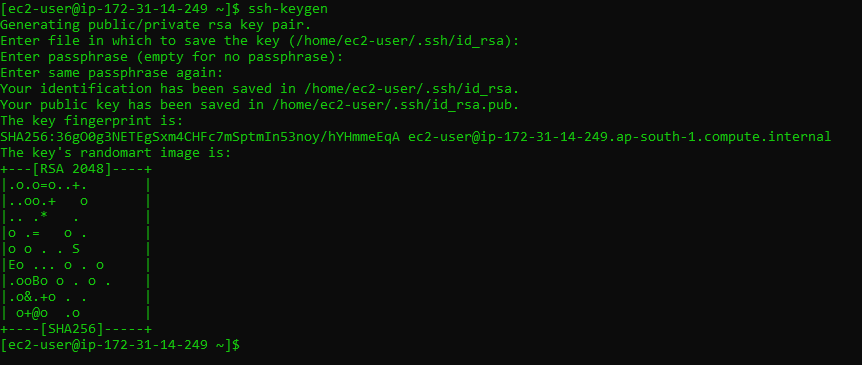 [ec2-user@ip-172-31-14-249 ~]$ ssh-keygen
Generating public/private rsa key pair.
Enter file in which to save the key (/home/ec2-user/.ssh/id_rsa):
Enter passphrase (empty for no passphrase):
Enter same passphrase again:
Your identification has been saved in /home/ec2-user/.ssh/id_rsa.
Your public key has been saved in /home/ec2-user/.ssh/id_rsa.pub.
The key fingerprint is:
SHA256:36gO0g3NETEgSxm4CHFc7mSptmIn53noy/hYHmmeEqA ec2-user@ip-172-31-14-249.ap-south-1.compute.internal
The key's randomart image is:
+---[RSA 2048]----+
|.o.o=o..+.       |
|..oo.+   o       |
|.. .*   .        |
|o .=   o .       |
|o o . . S        |
|Eo ... o . o     |
|.ooBo o . o .    |
|.o&.+o . .       |
| o+@o  .o        |
+----[SHA256]-----+
[ec2-user@ip-172-31-14-249 ~]$